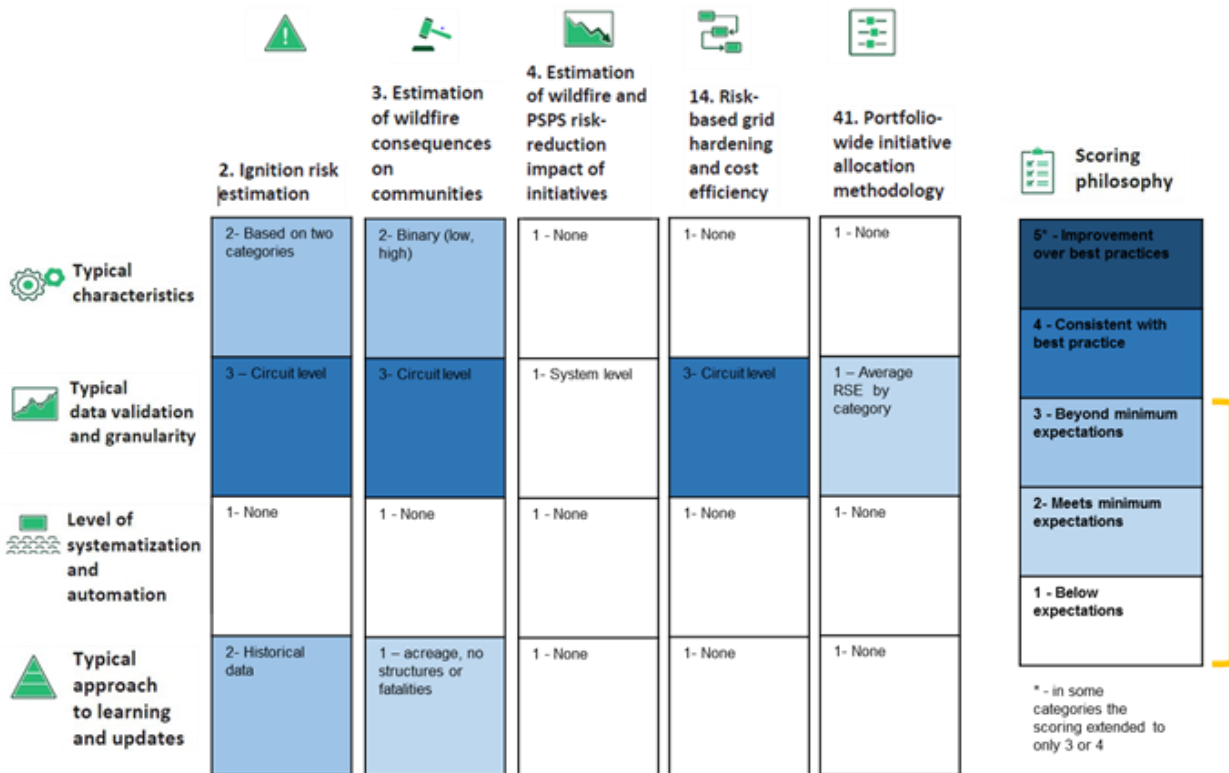 2. Ignition risk
estimation
3. Estimation
of wildfire
consequences
on
communities
4. Estimation
of wildfire and
PSPS risk-
reduction
impact of
initiatives
14. Risk-
based grid
hardening
and cost
efficiency
41. Portfolio-
wide initiative
allocation
methodology
Scoring
philosophy
Typical
characteristics
2- Based on two
categories
2- Binary (low,
high)
1 - None
1- None
1 - None
Typical
data validation
and granularity
3 – Circuit level
3- Circuit level
1- System level
3- Circuit level
1 – Average
RSE by
category
Level of
systematization
and
automation
1- None
1 - None
1 - None
1- None
1- None
Typical
approach
to learning
and updates
2- Historical
data
1 – acreage, no
structures or
fatalities
1 - None
1- None
1- None
5* - Improvement
over best practices
4 - Consistent with
best practice
3 - Beyond minimum
expectations
2- Meets minimum
expectations
1 - Below
expectations
* - in some
categories the
scoring extended to
only 3 or 4